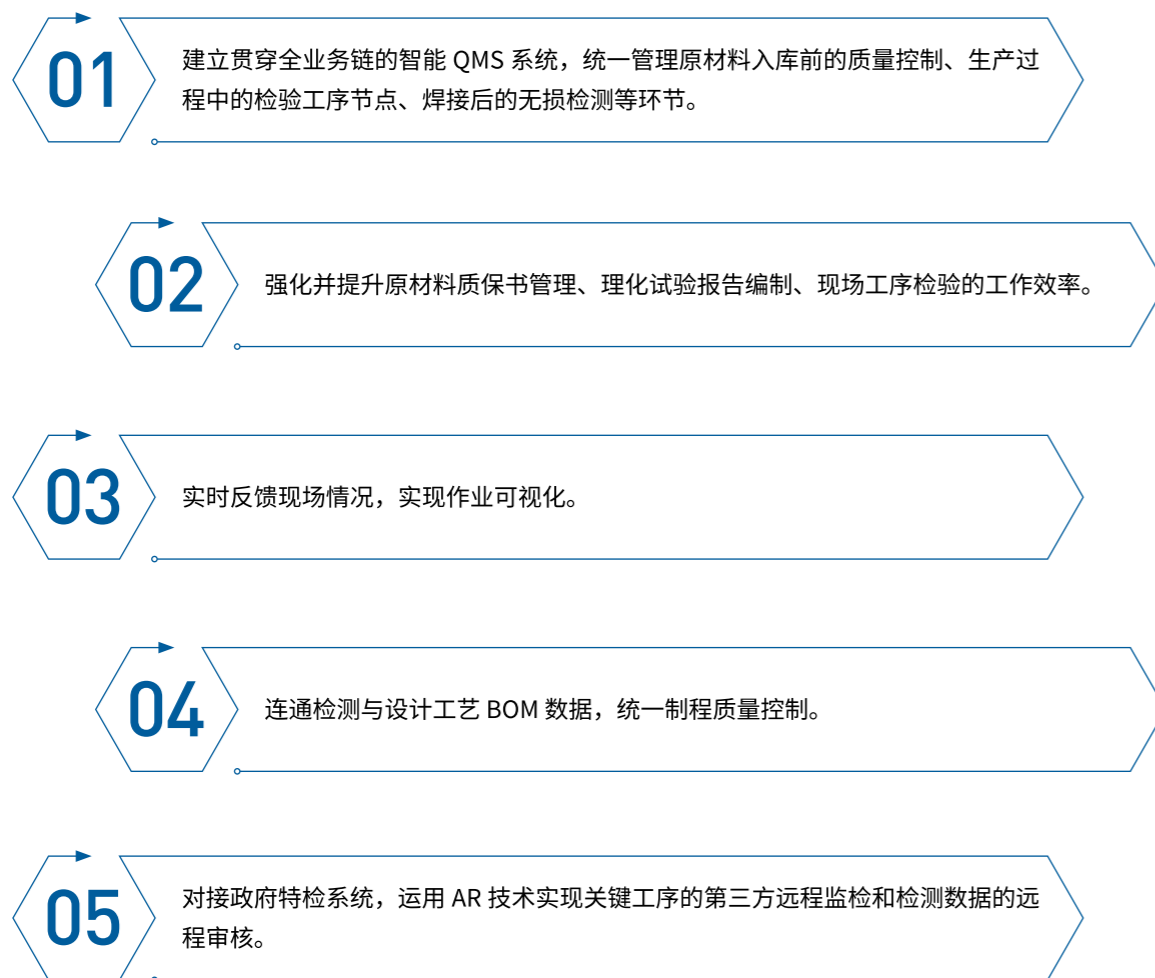 01
建立贯穿全业务链的智能 QMS 系统，统一管理原材料入库前的质量控制、生产过
程中的检验工序节点、焊接后的无损检测等环节。
02
强化并提升原材料质保书管理、理化试验报告编制、现场工序检验的工作效率。
03
实时反馈现场情况，实现作业可视化。
04
连通检测与设计工艺 BOM 数据，统一制程质量控制。
05
对接政府特检系统，运用 AR 技术实现关键工序的第三方远程监检和检测数据的远
程审核。